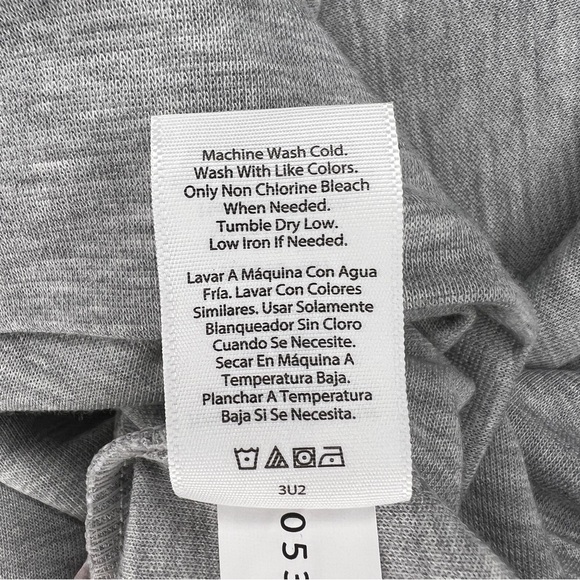 Machine Wash Cold.
Wash With Like Colors.
Only Non Chlorine Bleach
When Needed.
Tumble Dry Low.
Low Iron If Needed.
Lavar A Máquina Con Agua
Fría. Lavar Con Colores
Similares. Usar Solamente
Blanqueador Sin Cloro
Cuando Se Necesite.
Secar En Máquina A
Temperatura Baja.
Planchar A Temperatura
Baja Si Se Necesita.
3U2
053